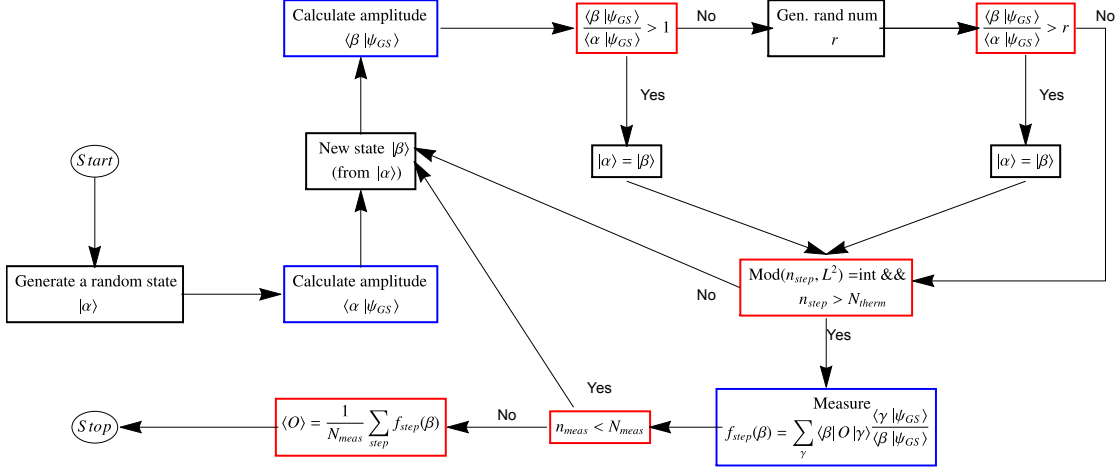 Start
Generate a random state
|α⟩
Calculate amplitude
⟨α |ψ_GS⟩
New state |β⟩
(from |α⟩)
Calculate amplitude
⟨β |ψ_GS⟩
⟨β |ψ_GS⟩ / ⟨α |ψ_GS⟩ > 1
No
Yes
|α⟩ = |β⟩
Gen. rand num
r
⟨β |ψ_GS⟩ / ⟨α |ψ_GS⟩ > r
No
Yes
|α⟩ = |β⟩
Mod(n_step, L²) =int &&
n_step > N_therm
No
Yes
Measure
f_step(β) = ∑_γ ⟨β| O |γ⟩ ⟨γ |ψ_GS⟩ / ⟨β |ψ_GS⟩
n_meas < N_meas
Yes
No
⟨O⟩ = 1/N_meas ∑_step f_step(β)
Stop